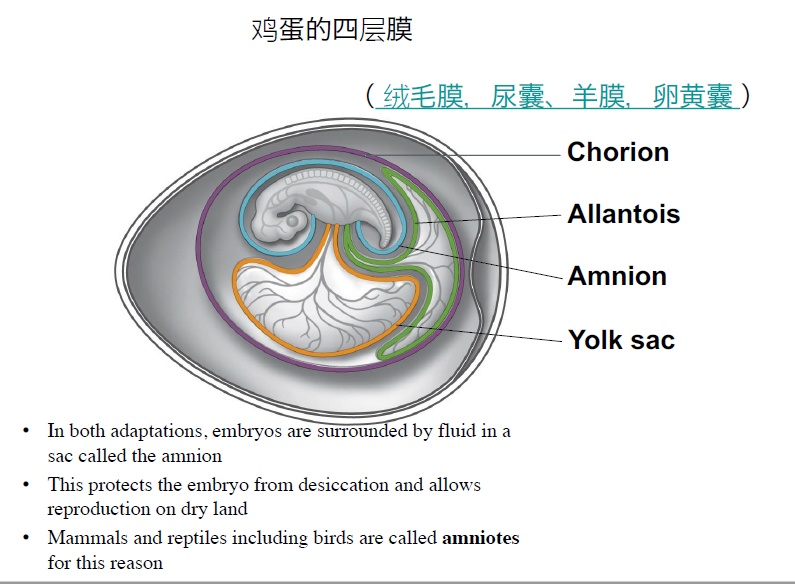 鸡蛋的四层膜
（绒毛膜，尿囊、羊膜，卵黄囊）
Chorion
Allantois
Amnion
Yolk sac
• In both adaptations, embryos are surrounded by fluid in a
sac called the amnion
• This protects the embryo from desiccation and allows
reproduction on dry land
• Mammals and reptiles including birds are called amniotes
for this reason